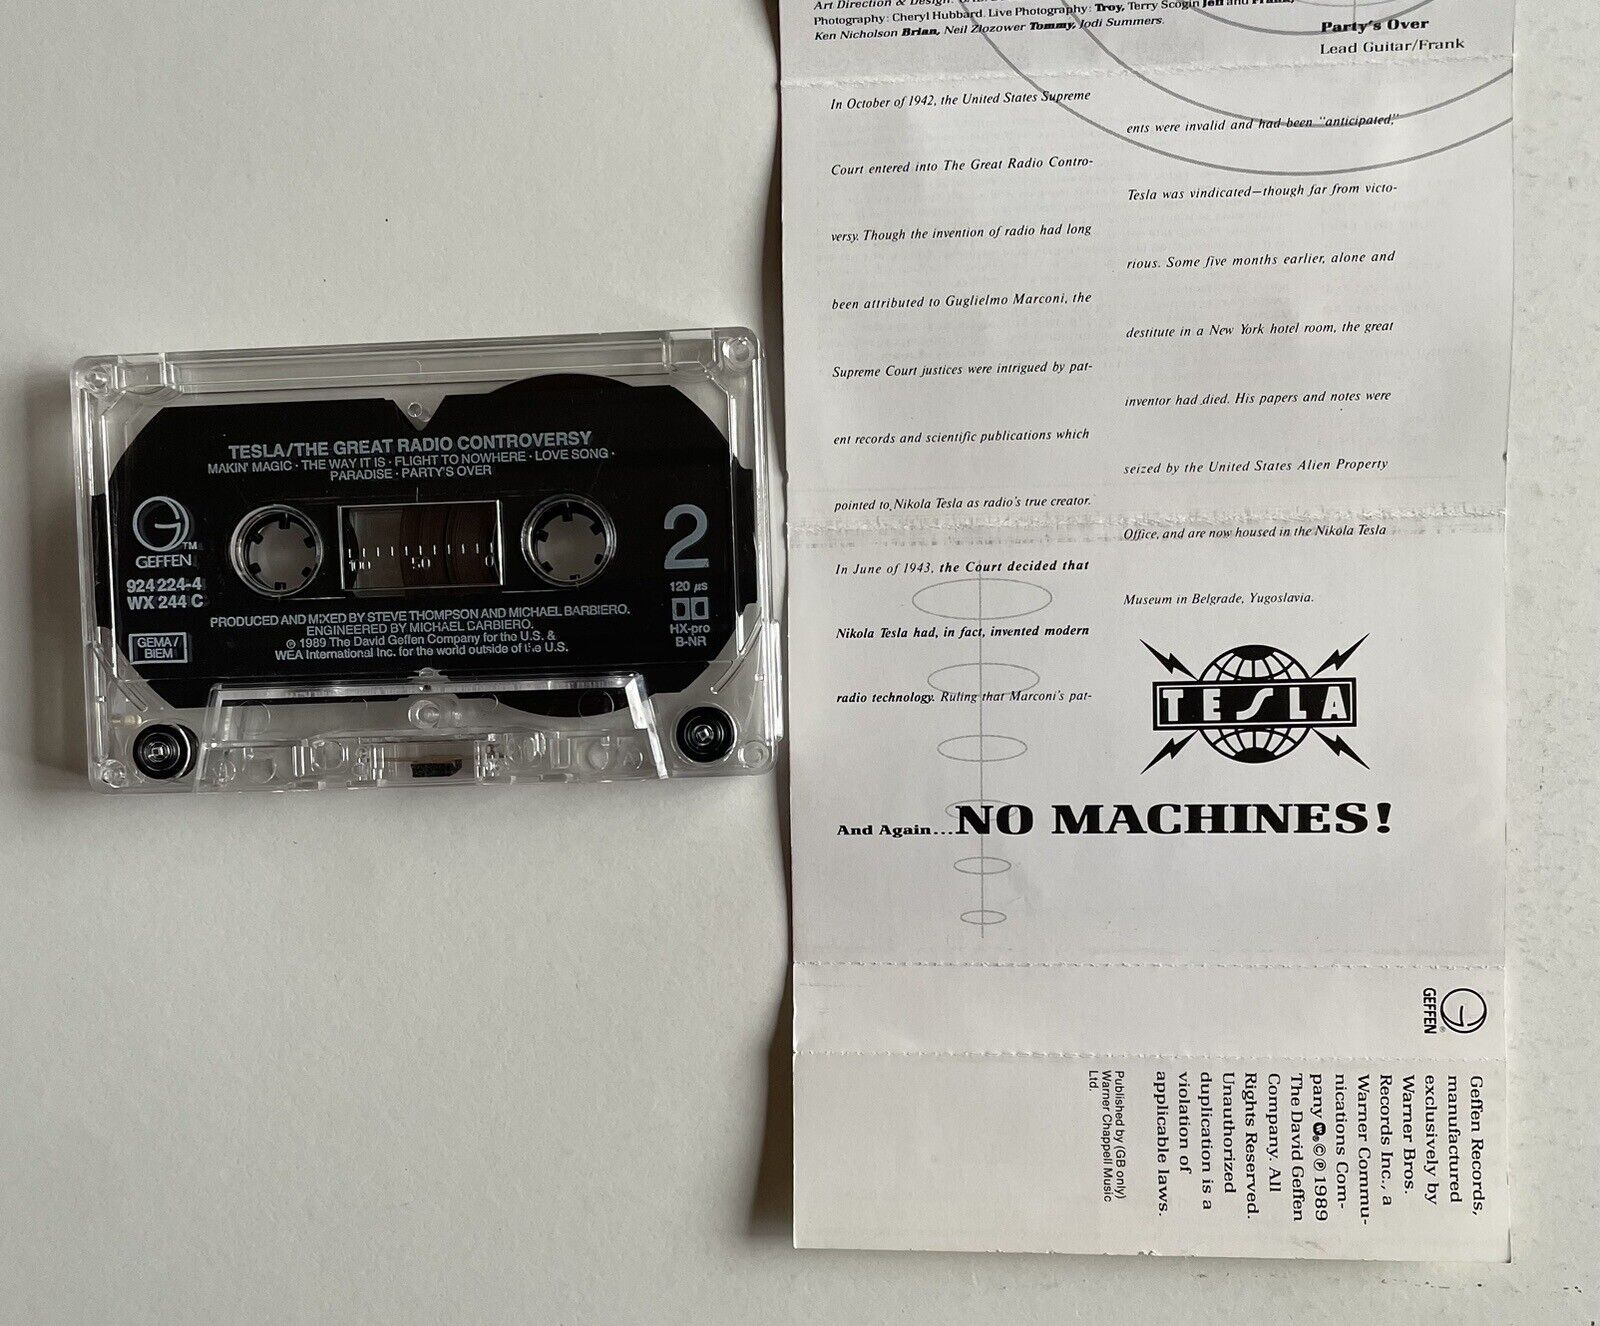 TESLA/THE GREAT RADIO CONTROVERSY
MAKIN' MAGIC · THE WAY IT IS · FLIGHT TO NOWHERE · LOVE SONG ·
PARADISE · PARTY'S OVER
G TM
GEFFEN
924 224-4
WX 244 C
GEMA/
BIEM
100 50 0
2
120 µs
HX-pro
B-NR
PRODUCED AND MIXED BY STEVE THOMPSON AND MICHAEL BARBIERO.
ENGINEERED BY MICHAEL BARBIERO.
℗ 1989 The David Geffen Company for the U.S. &
WEA International Inc. for the world outside of the U.S.
Art Direction & Design:
Photography: Cheryl Hubbard. Live Photography: Troy, Terry Scogin Jeff and Frank,
Ken Nicholson Brian, Neil Zlozower Tommy, Jodi Summers.
Party's Over
Lead Guitar/Frank
In October of 1942, the United States Supreme
Court entered into The Great Radio Contro-
versy. Though the invention of radio had long
been attributed to Guglielmo Marconi, the
Supreme Court justices were intrigued by pat-
ent records and scientific publications which
pointed to Nikola Tesla as radio's true creator.
In June of 1943, the Court decided that
Nikola Tesla had, in fact, invented modern
radio technology. Ruling that Marconi's pat-
ents were invalid and had been "anticipated,"
Tesla was vindicated—though far from victo-
rious. Some five months earlier, alone and
destitute in a New York hotel room, the great
inventor had died. His papers and notes were
seized by the United States Alien Property
Office, and are now housed in the Nikola Tesla
Museum in Belgrade, Yugoslavia.
TESLA
And Again...NO MACHINES!
G ®
GEFFEN
Geffen Records,
manufactured
exclusively by
Warner Bros.
Records Inc., a
Warner Commu-
nications Com-
pany W ® © ℗ 1989
The David Geffen
Company. All
Rights Reserved.
Unauthorized
duplication is a
violation of
applicable laws.
Published by (GB only)
Warner Chappell Music
Ltd